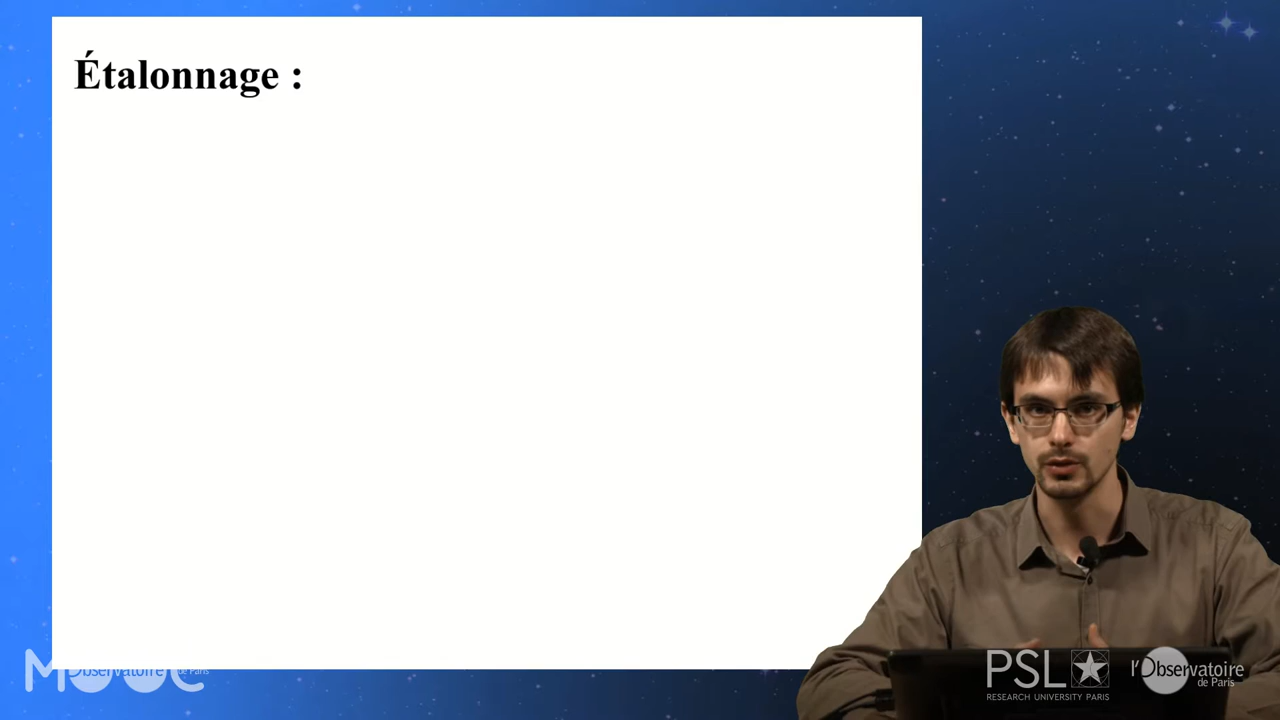 Étalonnage :
MOOC
Observatoire de Paris
PSL
RESEARCH UNIVERSITY PARIS
l'Observatoire
de Paris